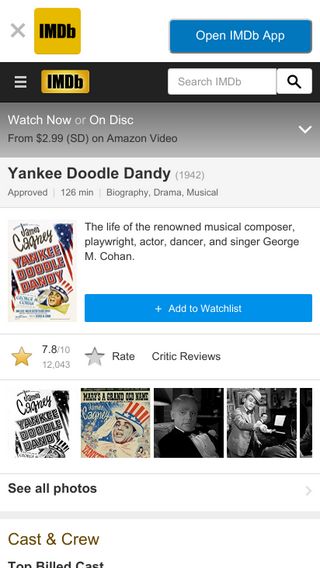 IMDb
Open IMDb App
IMDb
Search IMDb
Watch Now or On Disc
From $2.99 (SD) on Amazon Video
Yankee Doodle Dandy (1942)
Approved | 126 min | Biography, Drama, Musical
James
Cagney
YANKEE
DOODLE
DANDY
The life of the renowned musical composer,
playwright, actor, dancer, and singer George
M. Cohan.
+ Add to Watchlist
7.8/10
12,043
Rate
Critic Reviews
James
Cagney
YANKEE
DOODLE
DANDY
MARY'S A GRAND OLD NAME
See all photos
Cast & Crew
Top Billed Cast